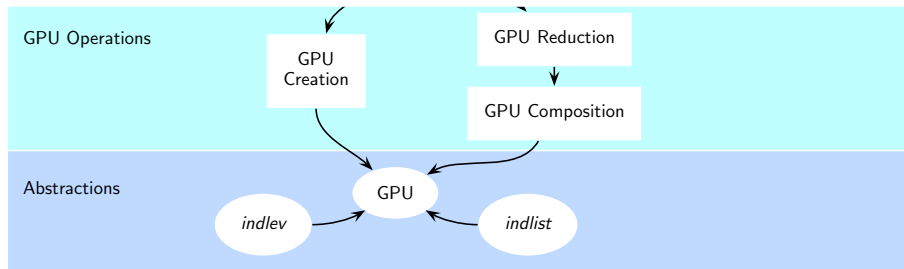 GPU Operations
GPU Reduction
GPU
Creation
GPU Composition
Abstractions
GPU
indlev
indlist